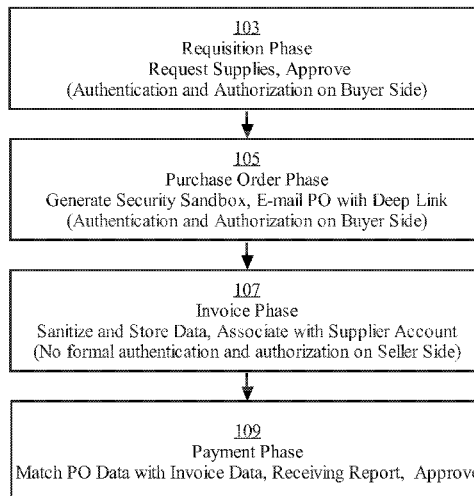 103
Requisition Phase
Request Supplies, Approve
(Authentication and Authorization on Buyer Side)
105
Purchase Order Phase
Generate Security Sandbox, E-mail PO with Deep Link
(Authentication and Authorization on Buyer Side)
107
Invoice Phase
Sanitize and Store Data, Associate with Supplier Account
(No formal authentication and authorization on Seller Side)
109
Payment Phase
Match PO Data with Invoice Data, Receiving Report, Approve